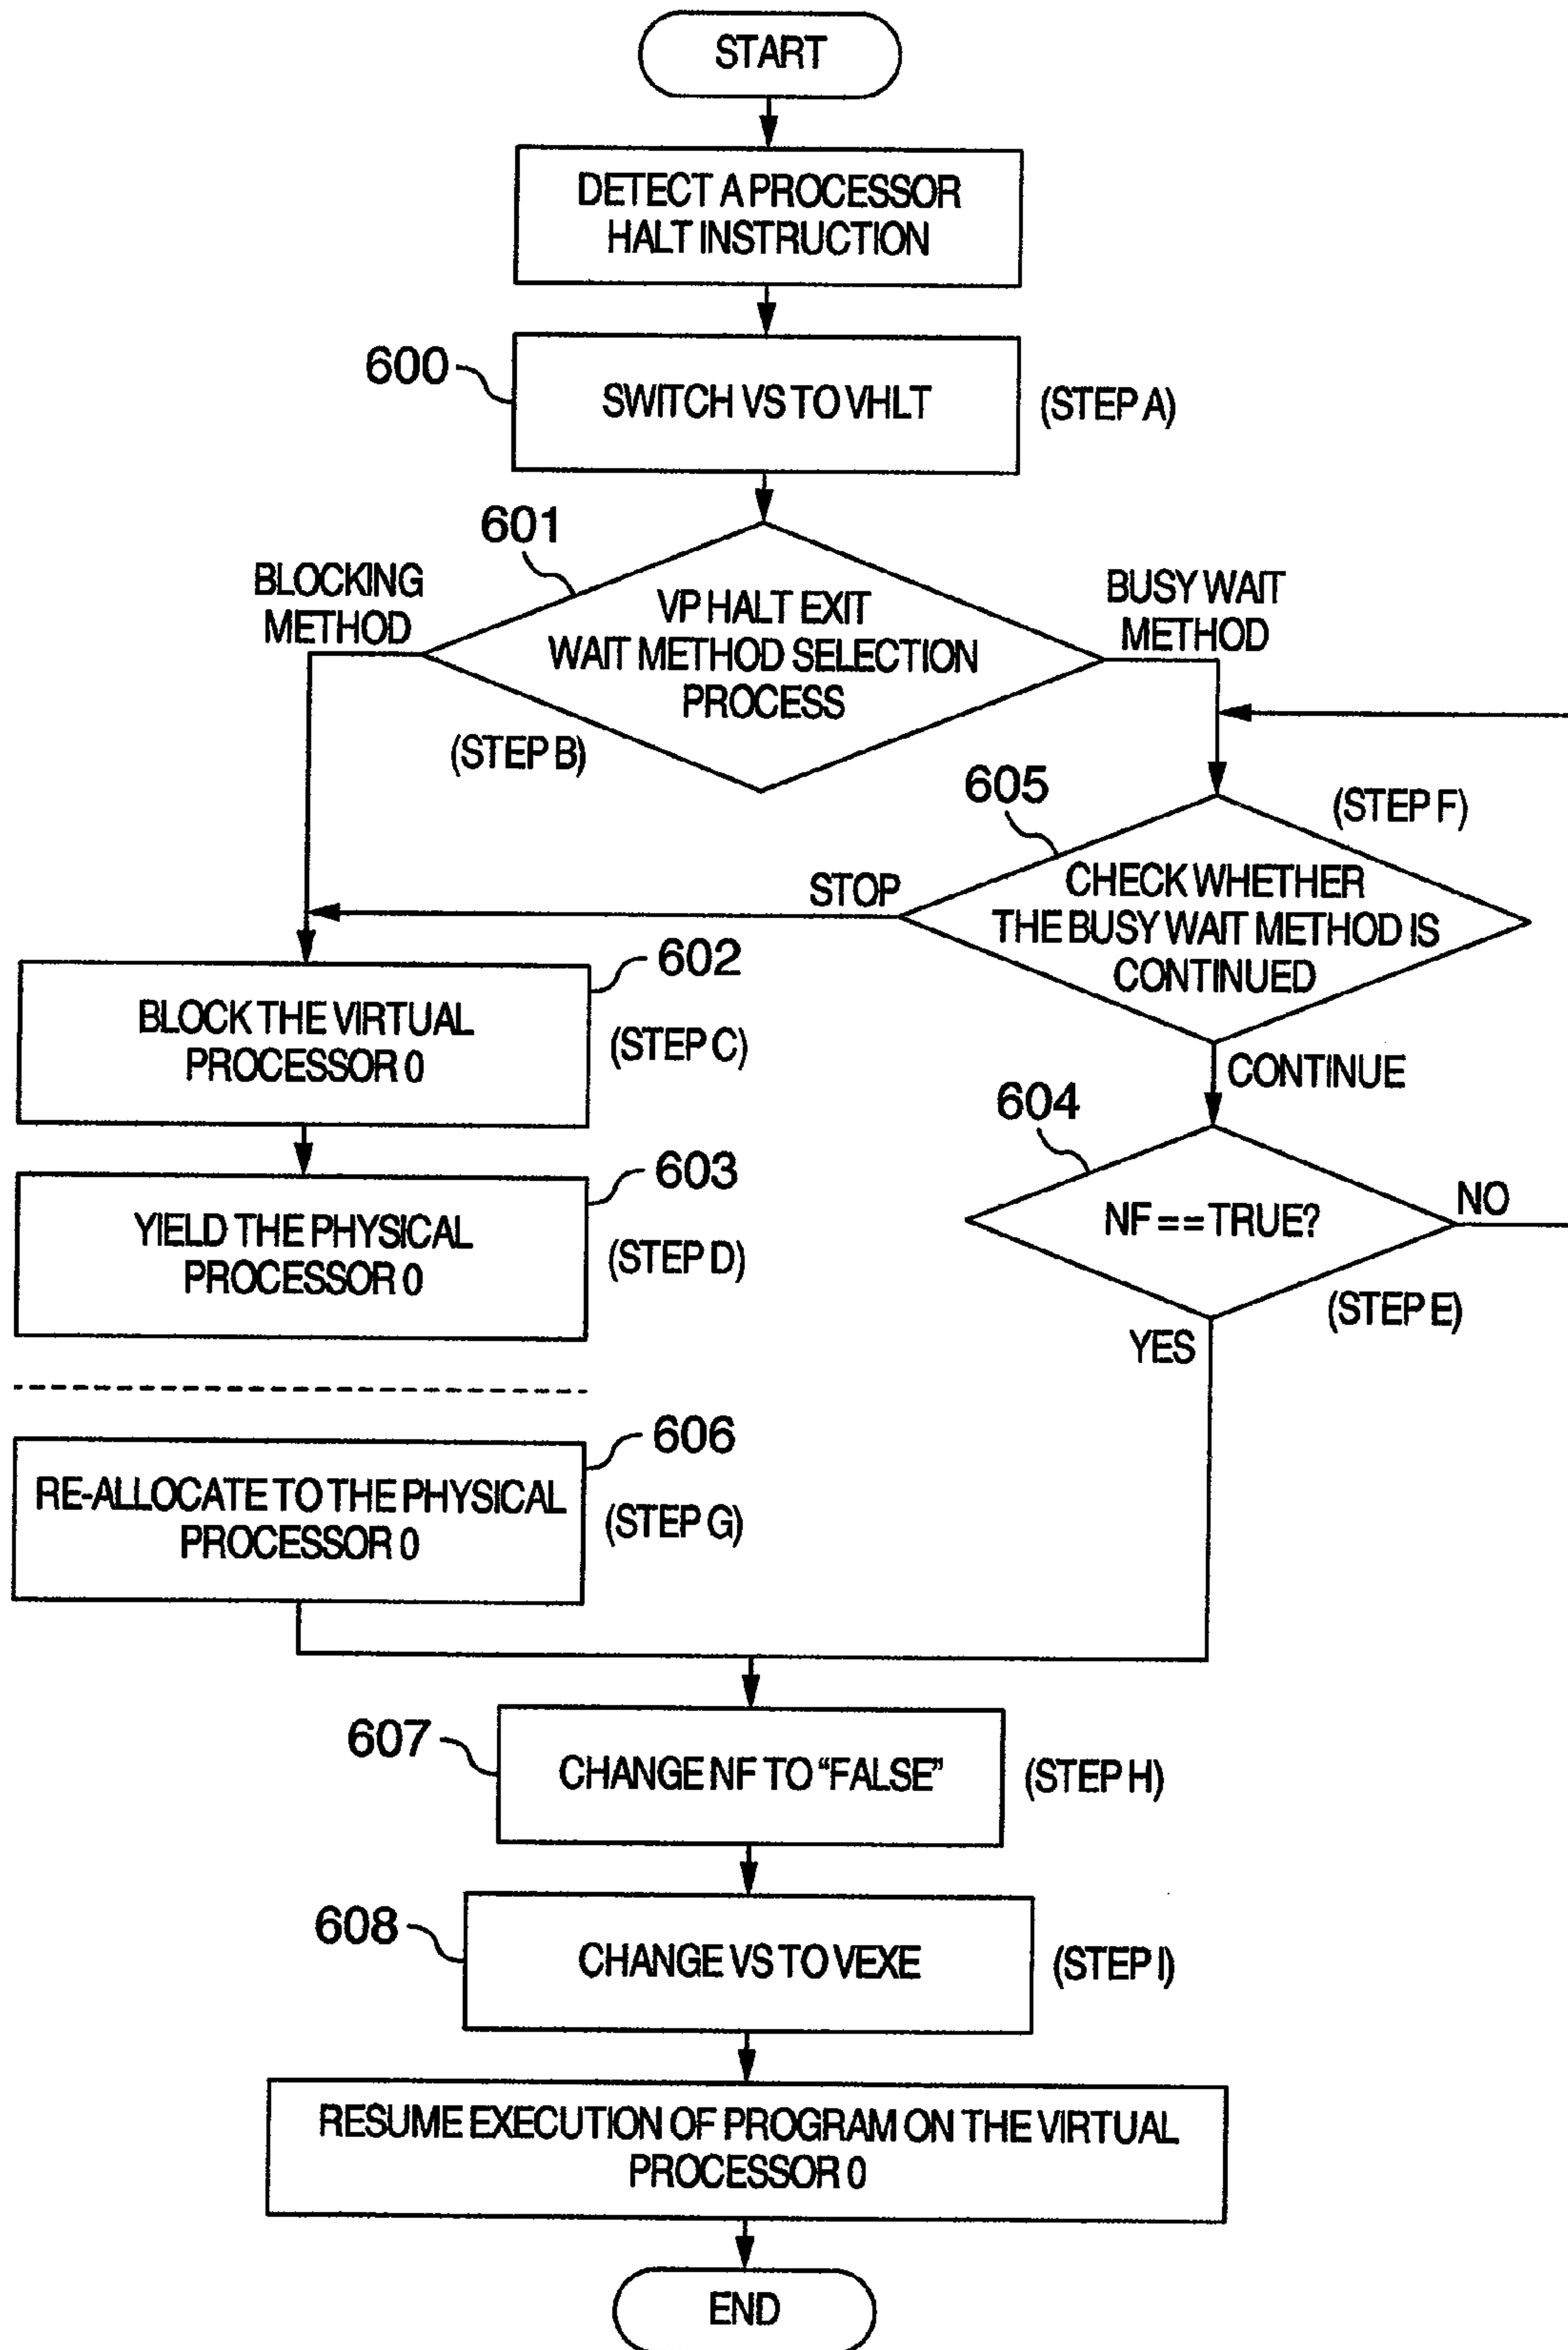 START
DETECT A PROCESSOR
HALT INSTRUCTION
600
SWITCH VS TO VHLT
(STEP A)
601
BLOCKING
METHOD
VP HALT EXIT
WAIT METHOD SELECTION
PROCESS
BUSY WAIT
METHOD
(STEP B)
605
(STEP F)
STOP
CHECK WHETHER
THE BUSY WAIT METHOD IS
CONTINUED
602
BLOCK THE VIRTUAL
PROCESSOR 0
(STEP C)
CONTINUE
604
603
YIELD THE PHYSICAL
PROCESSOR 0
(STEP D)
NF == TRUE?
NO
(STEP E)
YES
606
RE-ALLOCATE TO THE PHYSICAL
PROCESSOR 0
(STEP G)
607
CHANGE NF TO “FALSE”
(STEP H)
608
CHANGE VS TO VEXE
(STEP I)
RESUME EXECUTION OF PROGRAM ON THE VIRTUAL
PROCESSOR 0
END